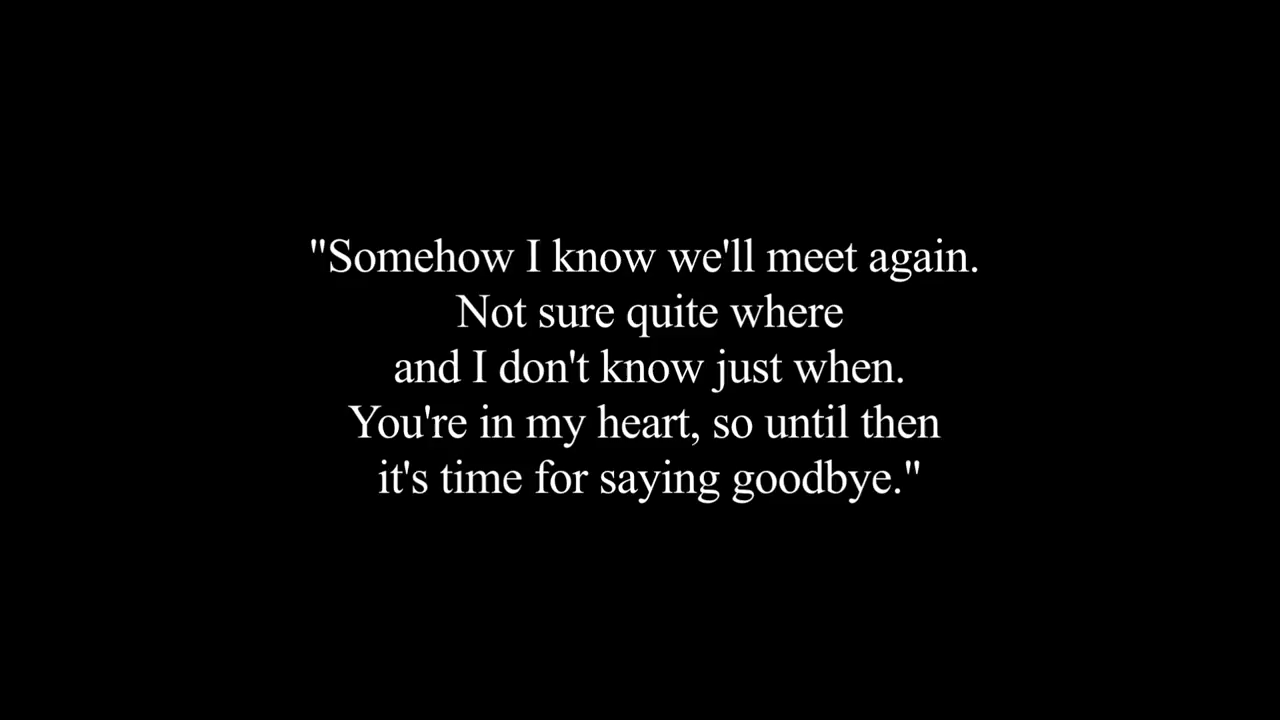 "Somehow I know we'll meet again.
Not sure quite where
and I don't know just when.
You're in my heart, so until then
it's time for saying goodbye."